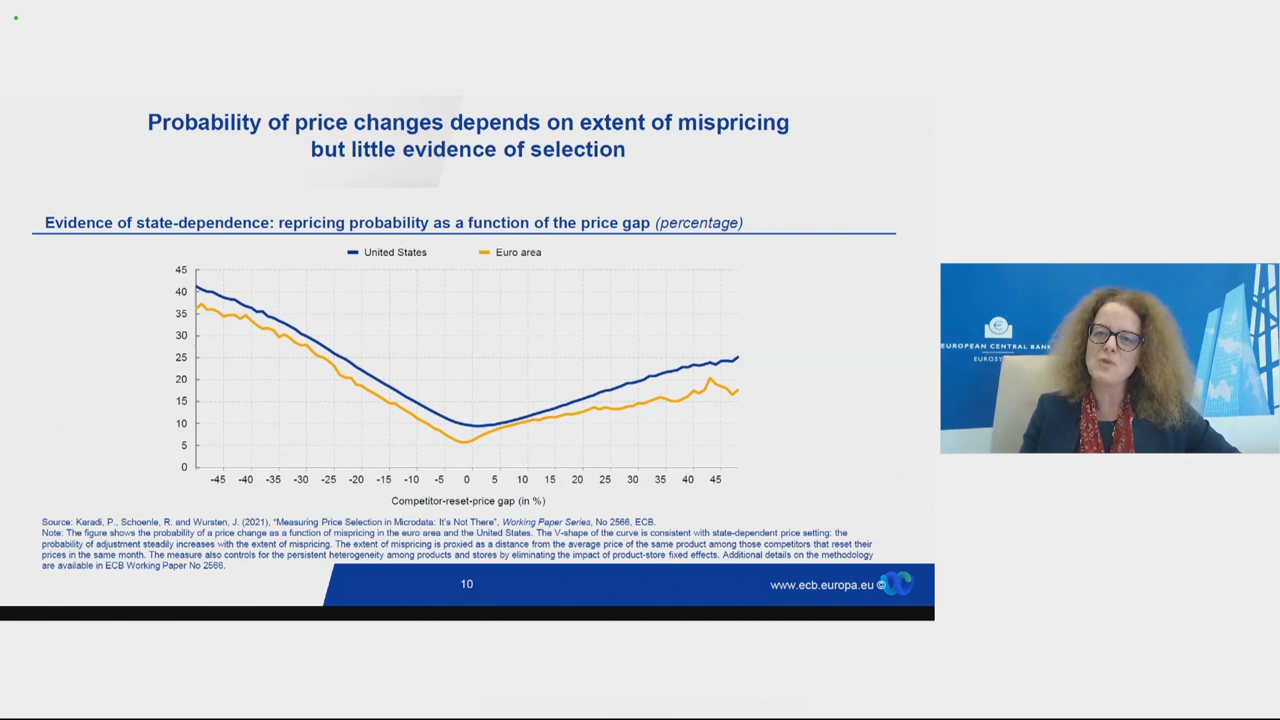 Probability of price changes depends on extent of mispricing
but little evidence of selection
Evidence of state-dependence: repricing probability as a function of the price gap (percentage)
United States
Euro area
45
40
35
30
25
20
15
10
5
0
-45 -40 -35 -30 -25 -20 -15 -10 -5 0 5 10 15 20 25 30 35 40 45
Competitor-reset-price gap (in %)
Source: Karadi, P., Schoenle, R. and Wursten, J. (2021), "Measuring Price Selection in Microdata: It's Not There", Working Paper Series, No 2566, ECB.
Note: The figure shows the probability of a price change as a function of mispricing in the euro area and the United States. The V-shape of the curve is consistent with state-dependent price setting: the
probability of adjustment steadily increases with the extent of mispricing. The extent of mispricing is proxied as a distance from the average price of the same product among those competitors that reset their
prices in the same month. The measure also controls for the persistent heterogeneity among products and stores by eliminating the impact of product-store fixed effects. Additional details on the methodology
are available in ECB Working Paper No 2566.
10
www.ecb.europa.eu ©
EUROPEAN CENTRAL BANK